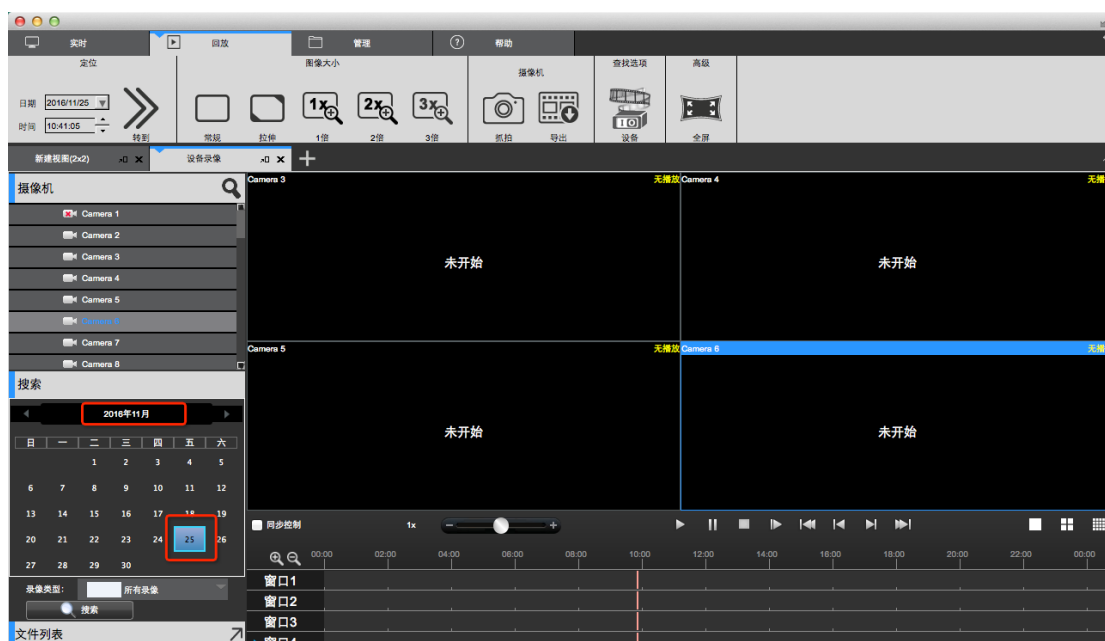 实时 回放 管理 ? 帮助
定位 图像大小 摄像机 查找选项 高级
日期 2016/11/25
时间 10:41:05
1x 2x 3x
转到 常规 拉伸 1倍 2倍 3倍 抓拍 导出 设备 全屏
新建视图(2x2) 设备录像
摄像机
Camera 1
Camera 2
Camera 3
Camera 4
Camera 5
Camera 7
Camera 8
Camera 3 无播放 Camera 4
未开始 未开始
Camera 5 无播放 Camera 6
未开始 未开始
搜索
2016年11月
日 一 二 三 四 五 六
1 2 3 4 5
6 7 8 9 10 11 12
13 14 15 16 17 18 19
20 21 22 23 24 25 26
27 28 29 30
录像类型: 所有录像
搜索
文件列表
同步控制 1x
00:00 02:00 04:00 06:00 08:00 10:00 12:00 14:00 16:00 18:00 20:00 22:00 00:00
窗口1
窗口2
窗口3